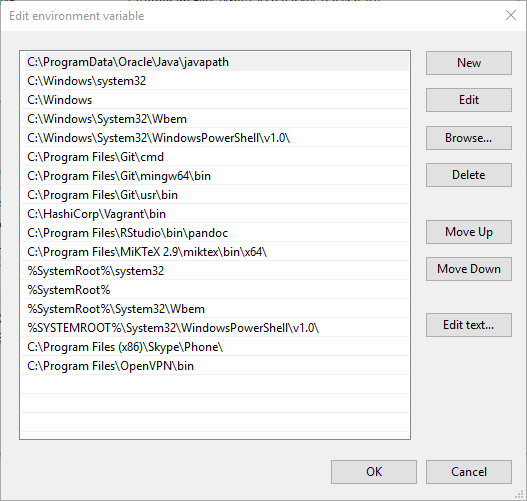 Edit environment variable
C:\ProgramData\Oracle\Java\javapath
C:\Windows\system32
C:\Windows
C:\Windows\System32\Wbem
C:\Windows\System32\WindowsPowerShell\v1.0\
C:\Program Files\Git\cmd
C:\Program Files\Git\mingw64\bin
C:\Program Files\Git\usr\bin
C:\HashiCorp\Vagrant\bin
C:\Program Files\RStudio\bin\pandoc
C:\Program Files\MiKTeX 2.9\miktex\bin\x64\
%SystemRoot%\system32
%SystemRoot%
%SystemRoot%\System32\Wbem
%SYSTEMROOT%\System32\WindowsPowerShell\v1.0\
C:\Program Files (x86)\Skype\Phone\
C:\Program Files\OpenVPN\bin
New
Edit
Browse...
Delete
Move Up
Move Down
Edit text...
OK
Cancel